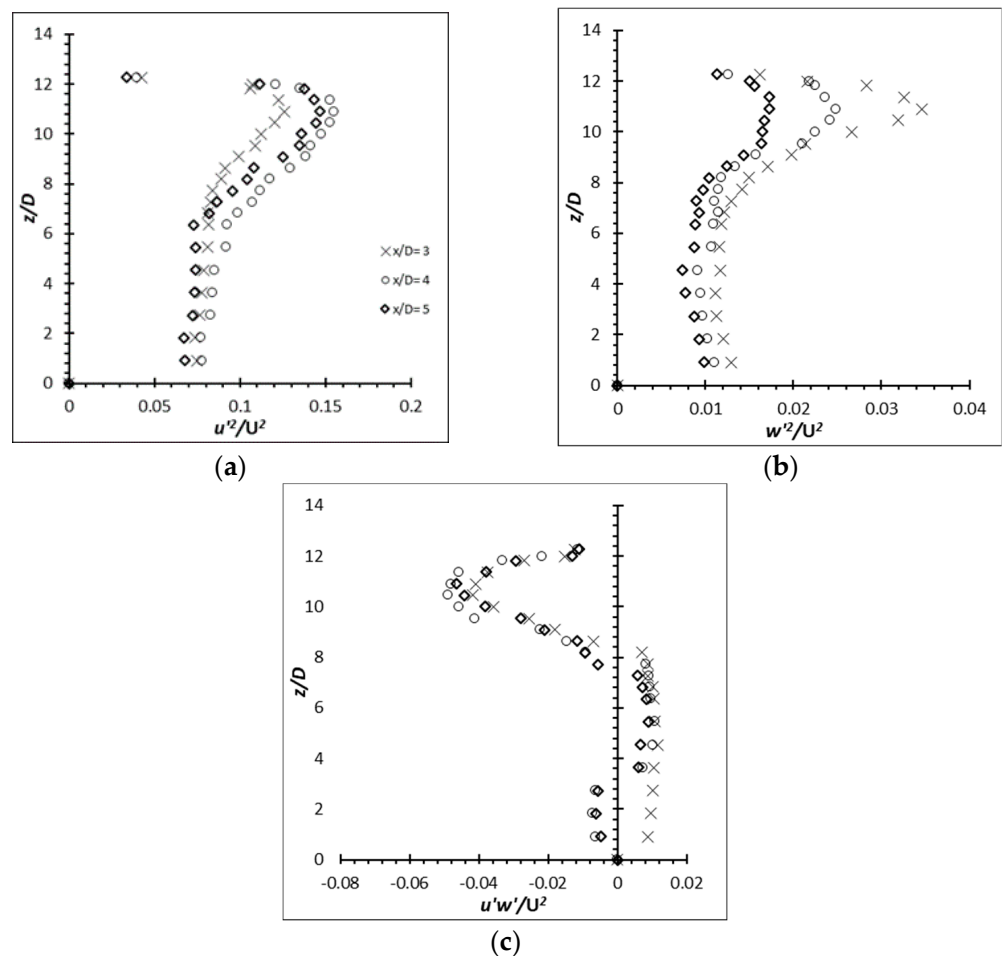 14
12
10
8
6
4
2
0
z/D
0 0.05 0.1 0.15 0.2
u'²/U²
x/D= 3
x/D= 4
x/D= 5
(a)
14
12
10
8
6
4
2
0
z/D
0 0.01 0.02 0.03 0.04
w'²/U²
(b)
14
12
10
8
6
4
2
0
z/D
-0.08 -0.06 -0.04 -0.02 0 0.02
u'w'/U²
(c)